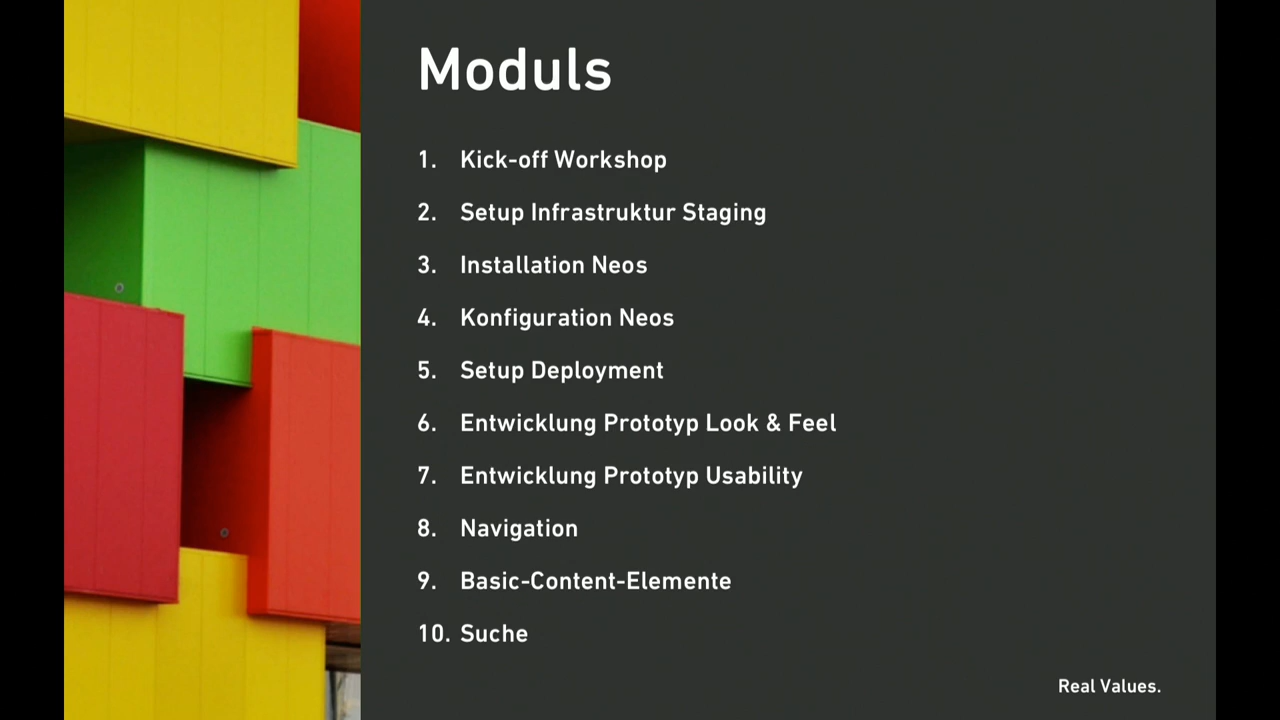 Moduls
1. Kick-off Workshop
2. Setup Infrastruktur Staging
3. Installation Neos
4. Konfiguration Neos
5. Setup Deployment
6. Entwicklung Prototyp Look & Feel
7. Entwicklung Prototyp Usability
8. Navigation
9. Basic-Content-Elemente
10. Suche
Real Values.